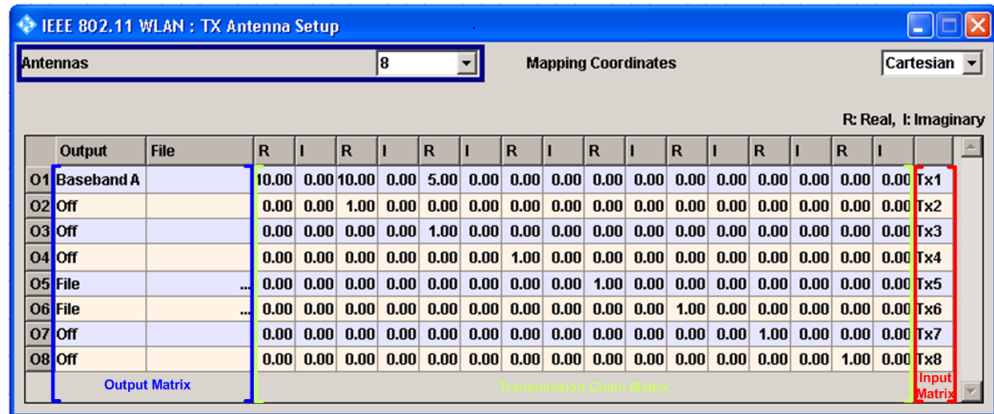 IEEE 802.11 WLAN : TX Antenna Setup
Antennas 8 Mapping Coordinates Cartesian
R: Real, I: Imaginary
Output File R I R I R I R I R I R I R I R I
O1 Baseband A 10.00 0.00 10.00 0.00 5.00 0.00 0.00 0.00 0.00 0.00 0.00 0.00 0.00 0.00 0.00 0.00 Tx1
O2 Off 0.00 0.00 1.00 0.00 0.00 0.00 0.00 0.00 0.00 0.00 0.00 0.00 0.00 0.00 0.00 0.00 Tx2
O3 Off 0.00 0.00 0.00 0.00 1.00 0.00 0.00 0.00 0.00 0.00 0.00 0.00 0.00 0.00 0.00 0.00 Tx3
O4 Off 0.00 0.00 0.00 0.00 0.00 0.00 1.00 0.00 0.00 0.00 0.00 0.00 0.00 0.00 0.00 0.00 Tx4
O5 File ... 0.00 0.00 0.00 0.00 0.00 0.00 0.00 0.00 1.00 0.00 0.00 0.00 0.00 0.00 0.00 0.00 Tx5
O6 File ... 0.00 0.00 0.00 0.00 0.00 0.00 0.00 0.00 0.00 0.00 1.00 0.00 0.00 0.00 0.00 0.00 Tx6
O7 Off 0.00 0.00 0.00 0.00 0.00 0.00 0.00 0.00 0.00 0.00 0.00 0.00 1.00 0.00 0.00 0.00 Tx7
O8 Off 0.00 0.00 0.00 0.00 0.00 0.00 0.00 0.00 0.00 0.00 0.00 0.00 0.00 0.00 1.00 0.00 Tx8
Output Matrix Transmission Chain Matrix Input
Matrix